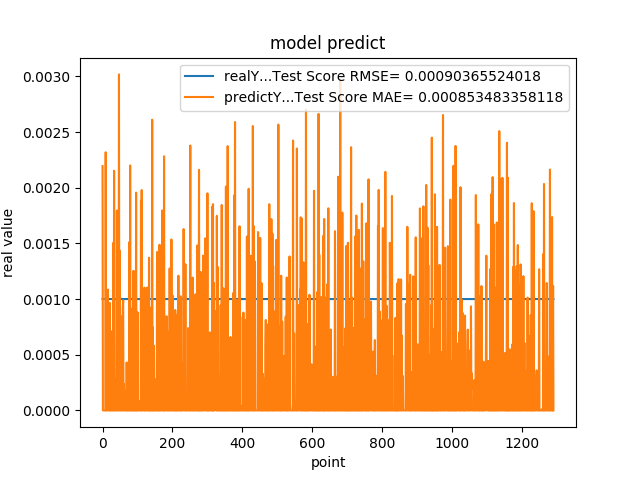 model predict
realY...Test Score RMSE= 0.00090365524018
predictY...Test Score MAE= 0.000853483358118
0.0030
0.0025
0.0020
0.0015
0.0010
0.0005
0.0000
real value
0 200 400 600 800 1000 1200
point